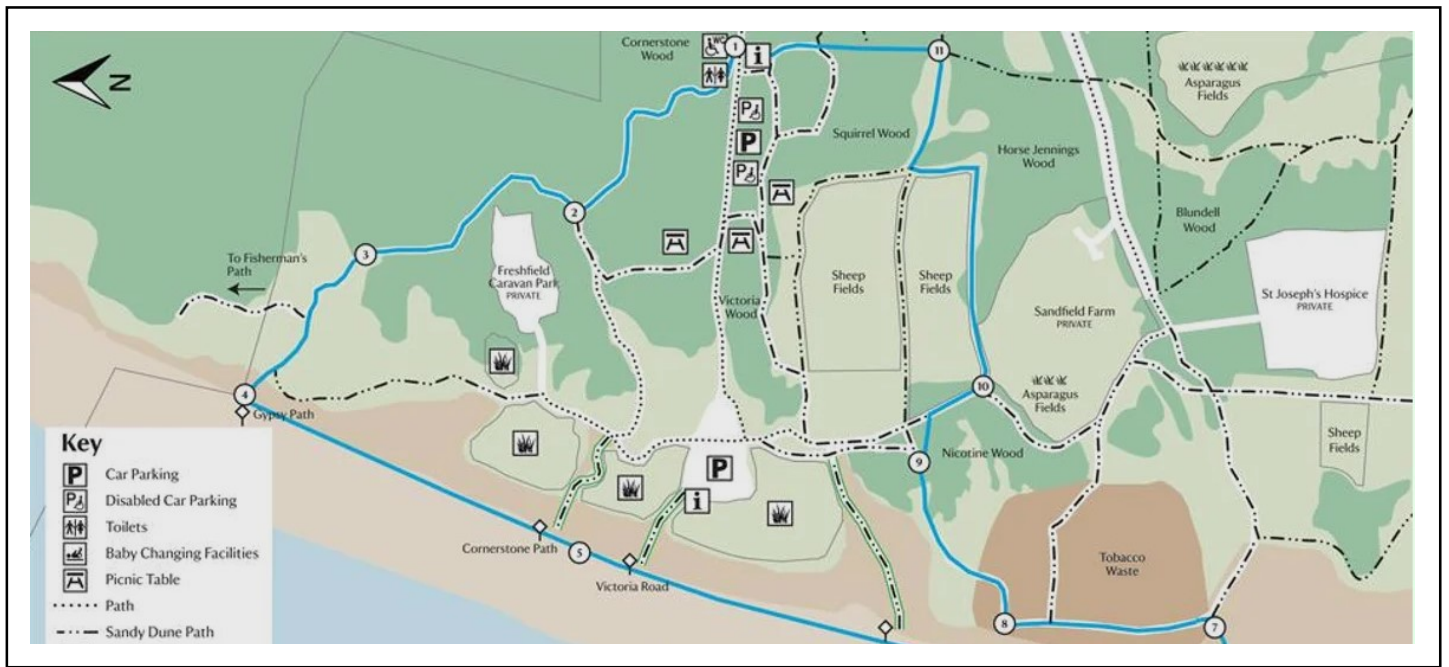 Cornerstone
Wood
WC
1
i
11
Asparagus
Fields
N
P
P
P
Squirrel Wood
Horse Jennings
Wood
2
Blundell
Wood
3
To Fisherman's
Path
Freshfield
Caravan Park
PRIVATE
Victoria
Wood
Sheep
Fields
Sheep
Fields
Sandfield Farm
PRIVATE
St Joseph's Hospice
PRIVATE
4
Gypsy Path
10
Asparagus
Fields
Sheep
Fields
9
Nicotine Wood
P
i
Cornerstone Path
5
Victoria Road
Tobacco
Waste
8
7
Key
P Car Parking
P Disabled Car Parking
Toilets
Baby Changing Facilities
Picnic Table
Path
Sandy Dune Path